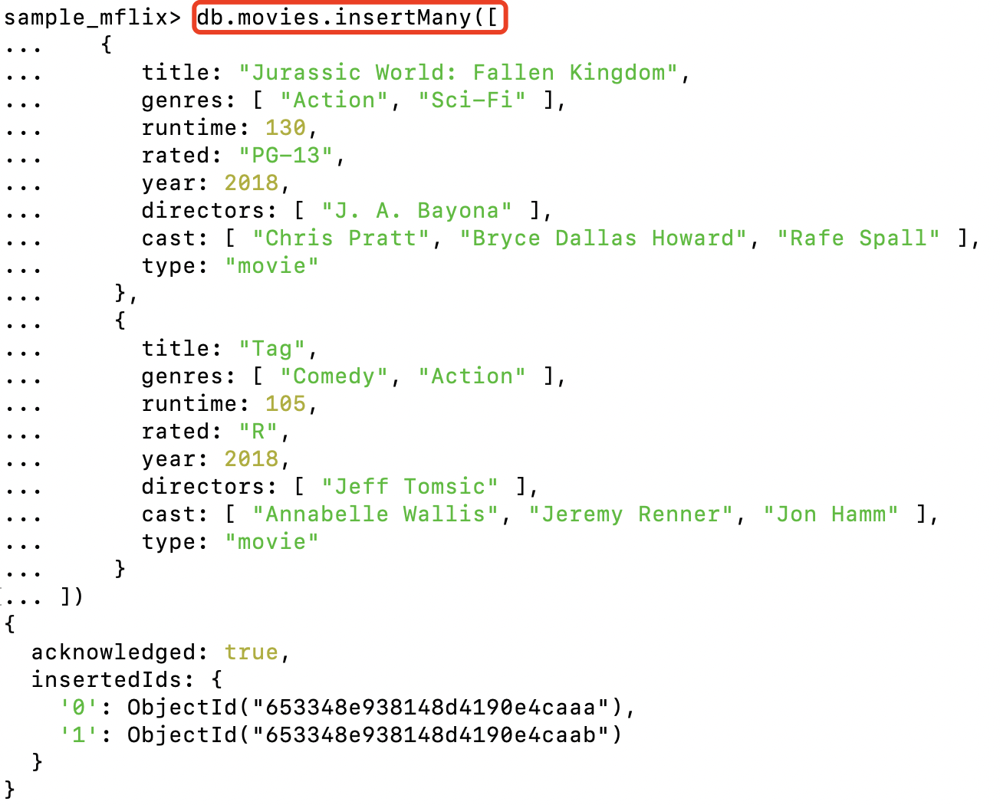 sample_mflix> db.movies.insertMany([
...    {
...       title: "Jurassic World: Fallen Kingdom",
...       genres: [ "Action", "Sci-Fi" ],
...       runtime: 130,
...       rated: "PG-13",
...       year: 2018,
...       directors: [ "J. A. Bayona" ],
...       cast: [ "Chris Pratt", "Bryce Dallas Howard", "Rafe Spall" ],
...       type: "movie"
...     },
...     {
...       title: "Tag",
...       genres: [ "Comedy", "Action" ],
...       runtime: 105,
...       rated: "R",
...       year: 2018,
...       directors: [ "Jeff Tomsic" ],
...       cast: [ "Annabelle Wallis", "Jeremy Renner", "Jon Hamm" ],
...       type: "movie"
...     }
... ])
{
  acknowledged: true,
  insertedIds: {
    '0': ObjectId("653348e938148d4190e4caaa"),
    '1': ObjectId("653348e938148d4190e4caab")
  }
}